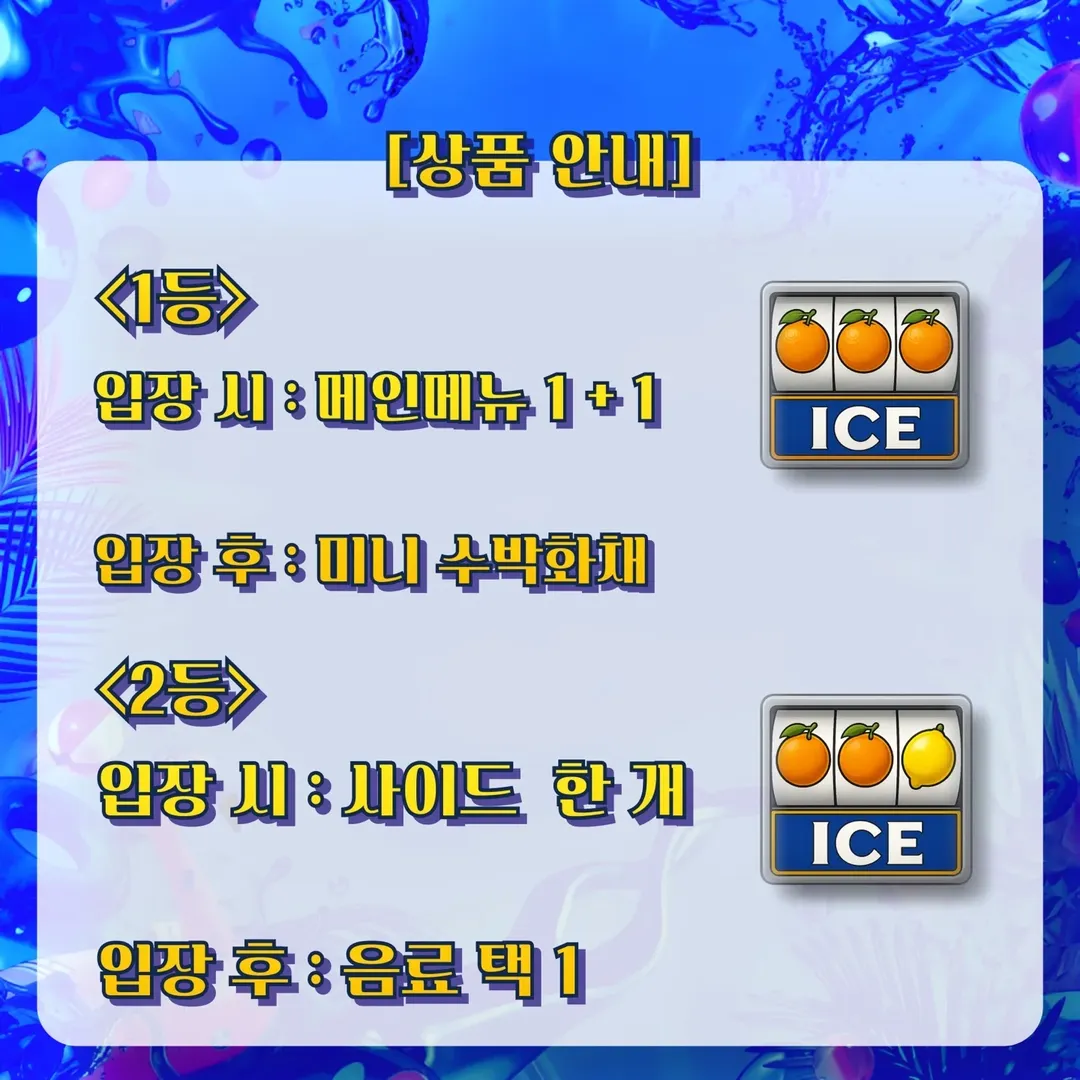 [상품 안내]
<1등>
입장 시 : 메인메뉴 1 + 1
ICE
입장 후 : 미니 수박화채
<2등>
입장 시 : 사이드 한 개
ICE
입장 후 : 음료 택 1